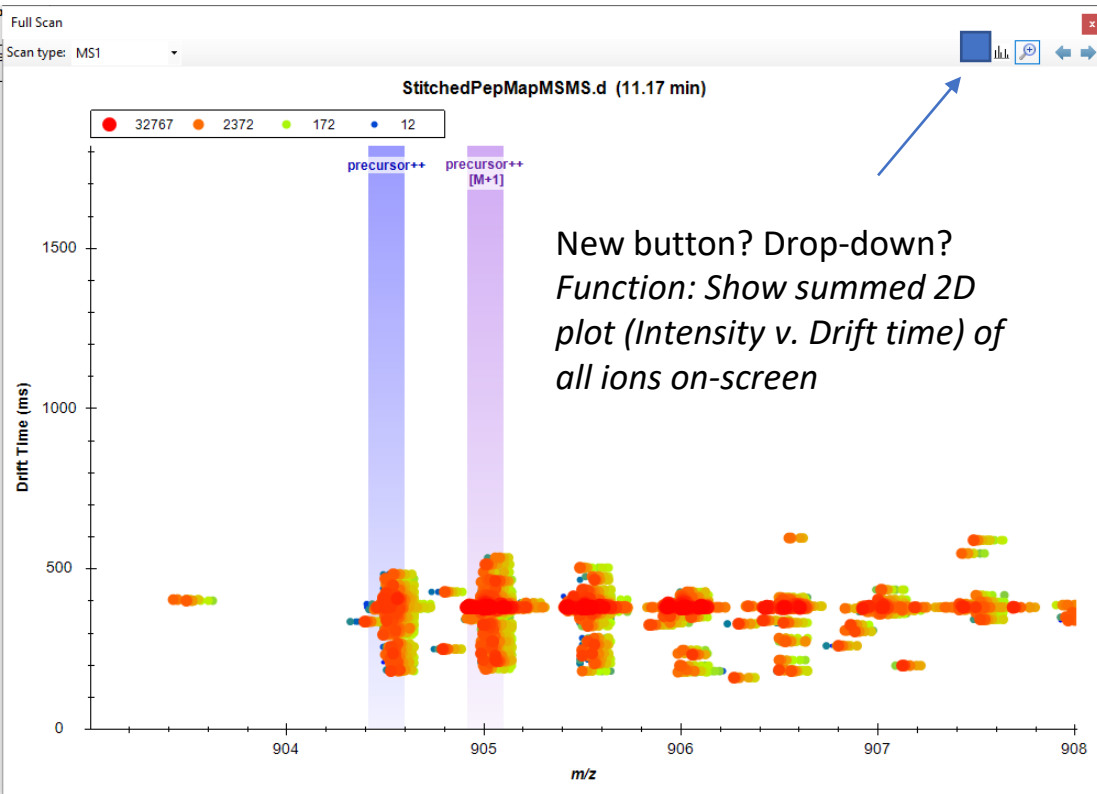 Full Scan
x
Scan type: MS1
StitchedPepMapMSMS.d (11.17 min)
32767 2372 172 12
precursor++ precursor++
[M+1]
New button? Drop-down?
Function: Show summed 2D
plot (Intensity v. Drift time) of
all ions on-screen
Drift Time (ms)
1500
1000
500
0
904 905 906 907 908
m/z